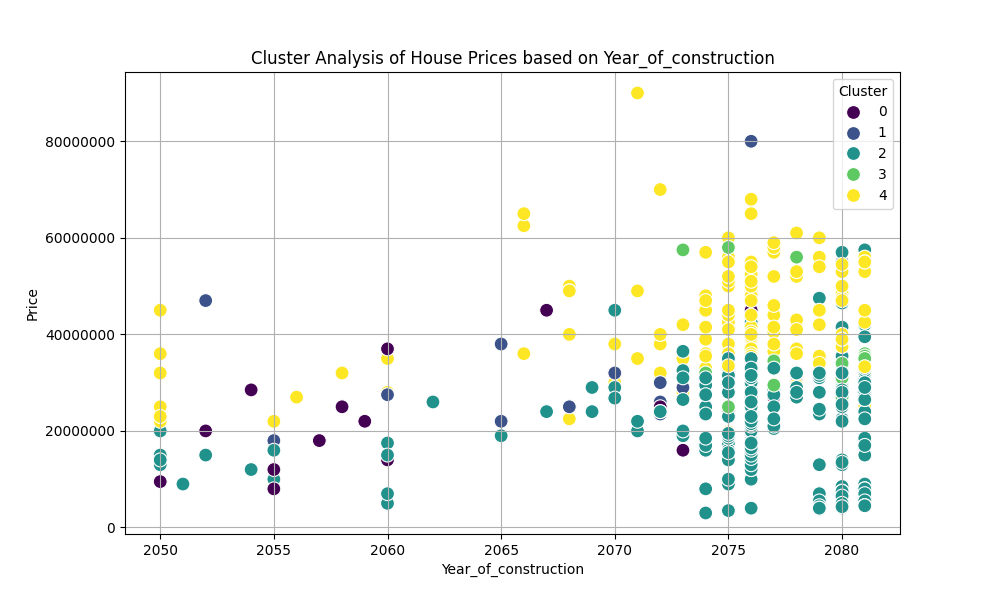 Cluster Analysis of House Prices based on Year_of_construction
Cluster
0
1
2
3
4
80000000
60000000
40000000
20000000
0
Price
2050 2055 2060 2065 2070 2075 2080
Year_of_construction